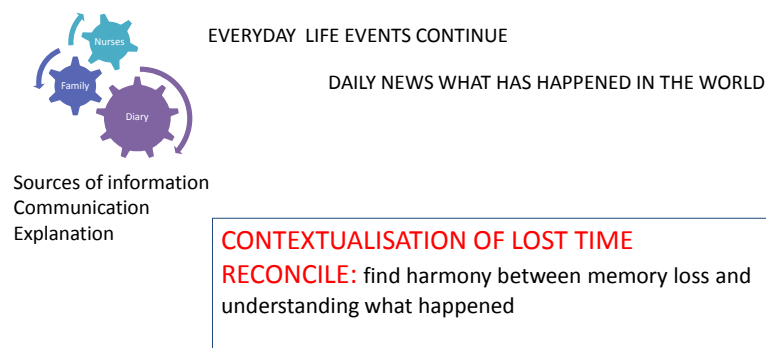 Nurses
EVERYDAY LIFE EVENTS CONTINUE
Family
DAILY NEWS WHAT HAS HAPPENED IN THE WORLD
Diary
Sources of information
Communication
Explanation
CONTEXTUALISATION OF LOST TIME
RECONCILE: find harmony between memory loss and
understanding what happened